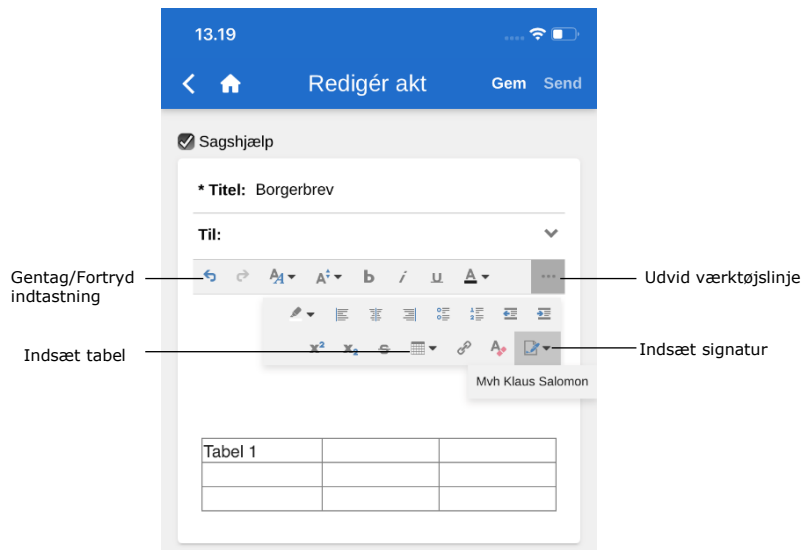 13.19
Redigér akt
Gem Send
Sagshjælp
* Titel: Borgerbrev
Til:
Gentag/Fortryd
indtastning
Udvid værktøjslinje
Indsæt tabel
Indsæt signatur
Mvh Klaus Salomon
Tabel 1